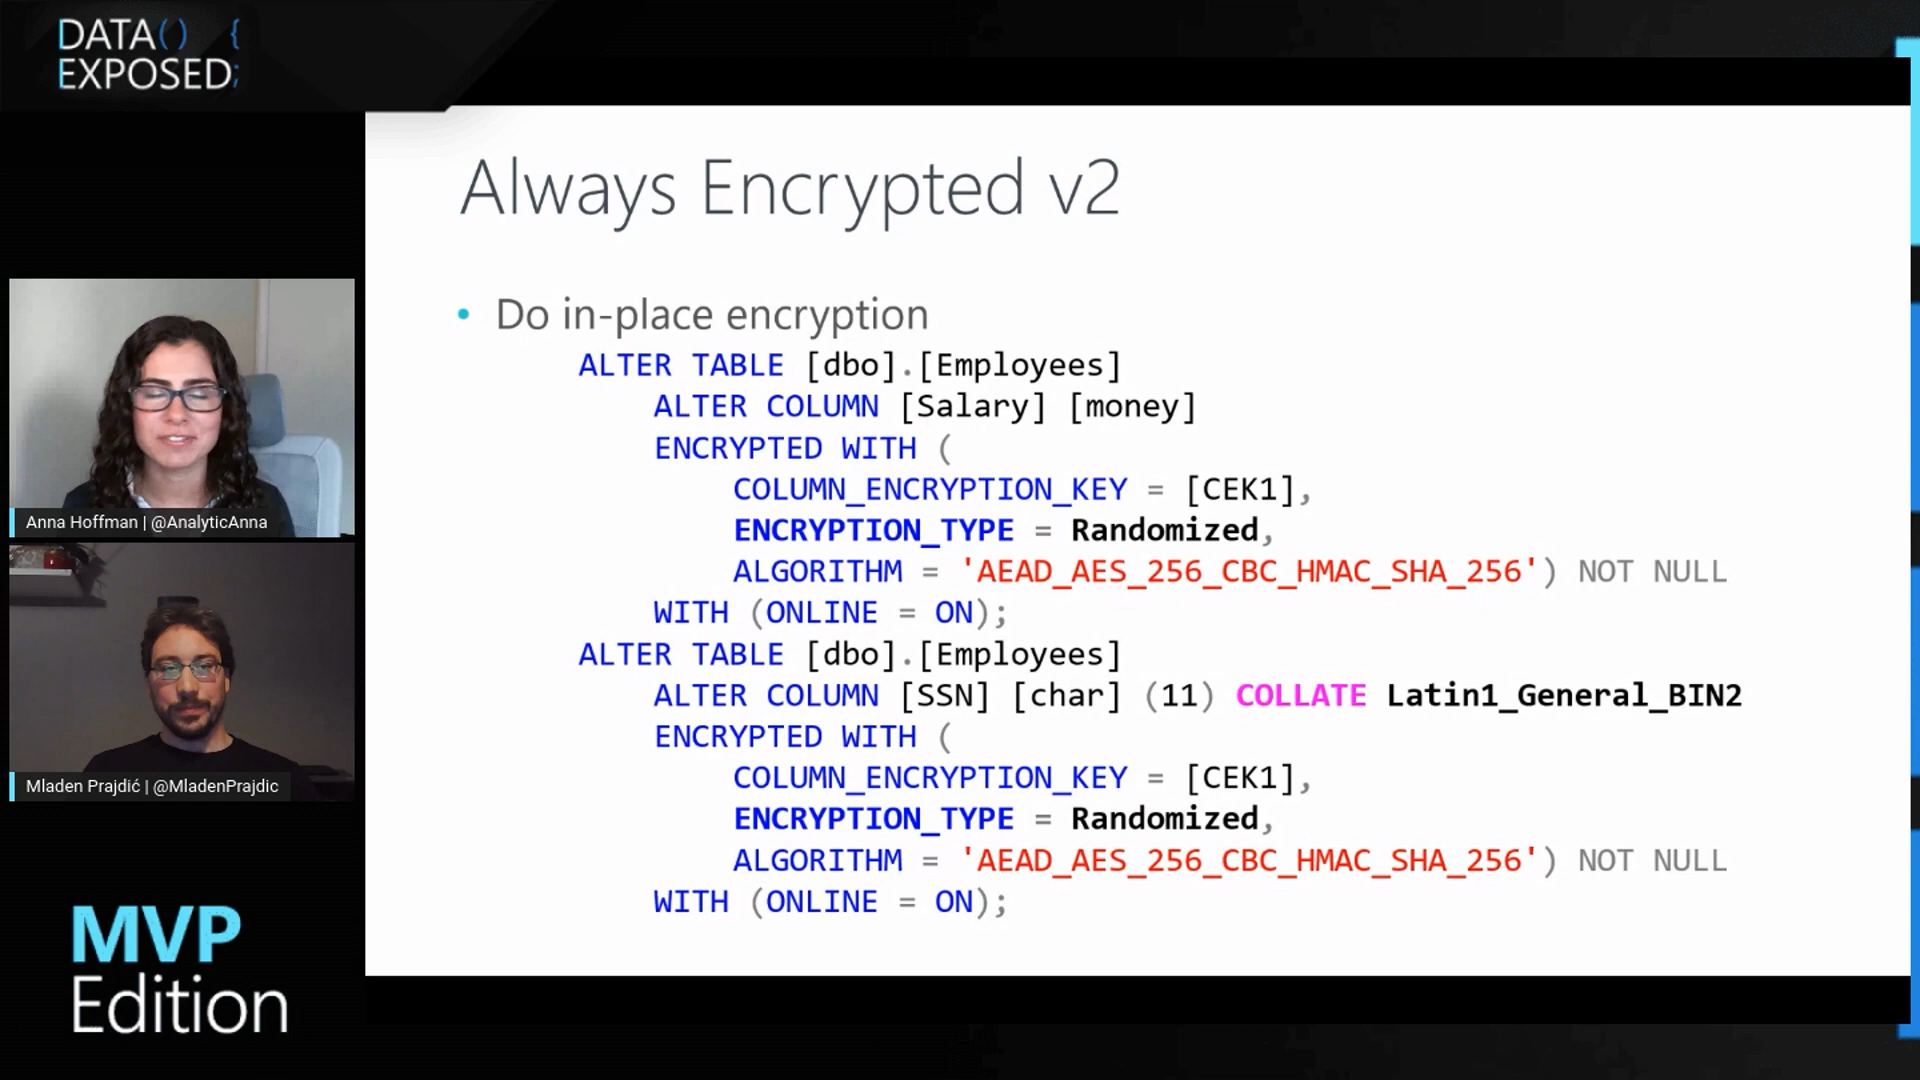 DATA() {
EXPOSED;
Always Encrypted v2
• Do in-place encryption
ALTER TABLE [dbo].[Employees]
ALTER COLUMN [Salary] [money]
ENCRYPTED WITH (
COLUMN_ENCRYPTION_KEY = [CEK1],
ENCRYPTION_TYPE = Randomized,
ALGORITHM = 'AEAD_AES_256_CBC_HMAC_SHA_256') NOT NULL
WITH (ONLINE = ON);
ALTER TABLE [dbo].[Employees]
ALTER COLUMN [SSN] [char] (11) COLLATE Latin1_General_BIN2
ENCRYPTED WITH (
COLUMN_ENCRYPTION_KEY = [CEK1],
ENCRYPTION_TYPE = Randomized,
ALGORITHM = 'AEAD_AES_256_CBC_HMAC_SHA_256') NOT NULL
WITH (ONLINE = ON);
Anna Hoffman | @AnalyticAnna
Mladen Prajdić | @MladenPrajdic
MVP
Edition